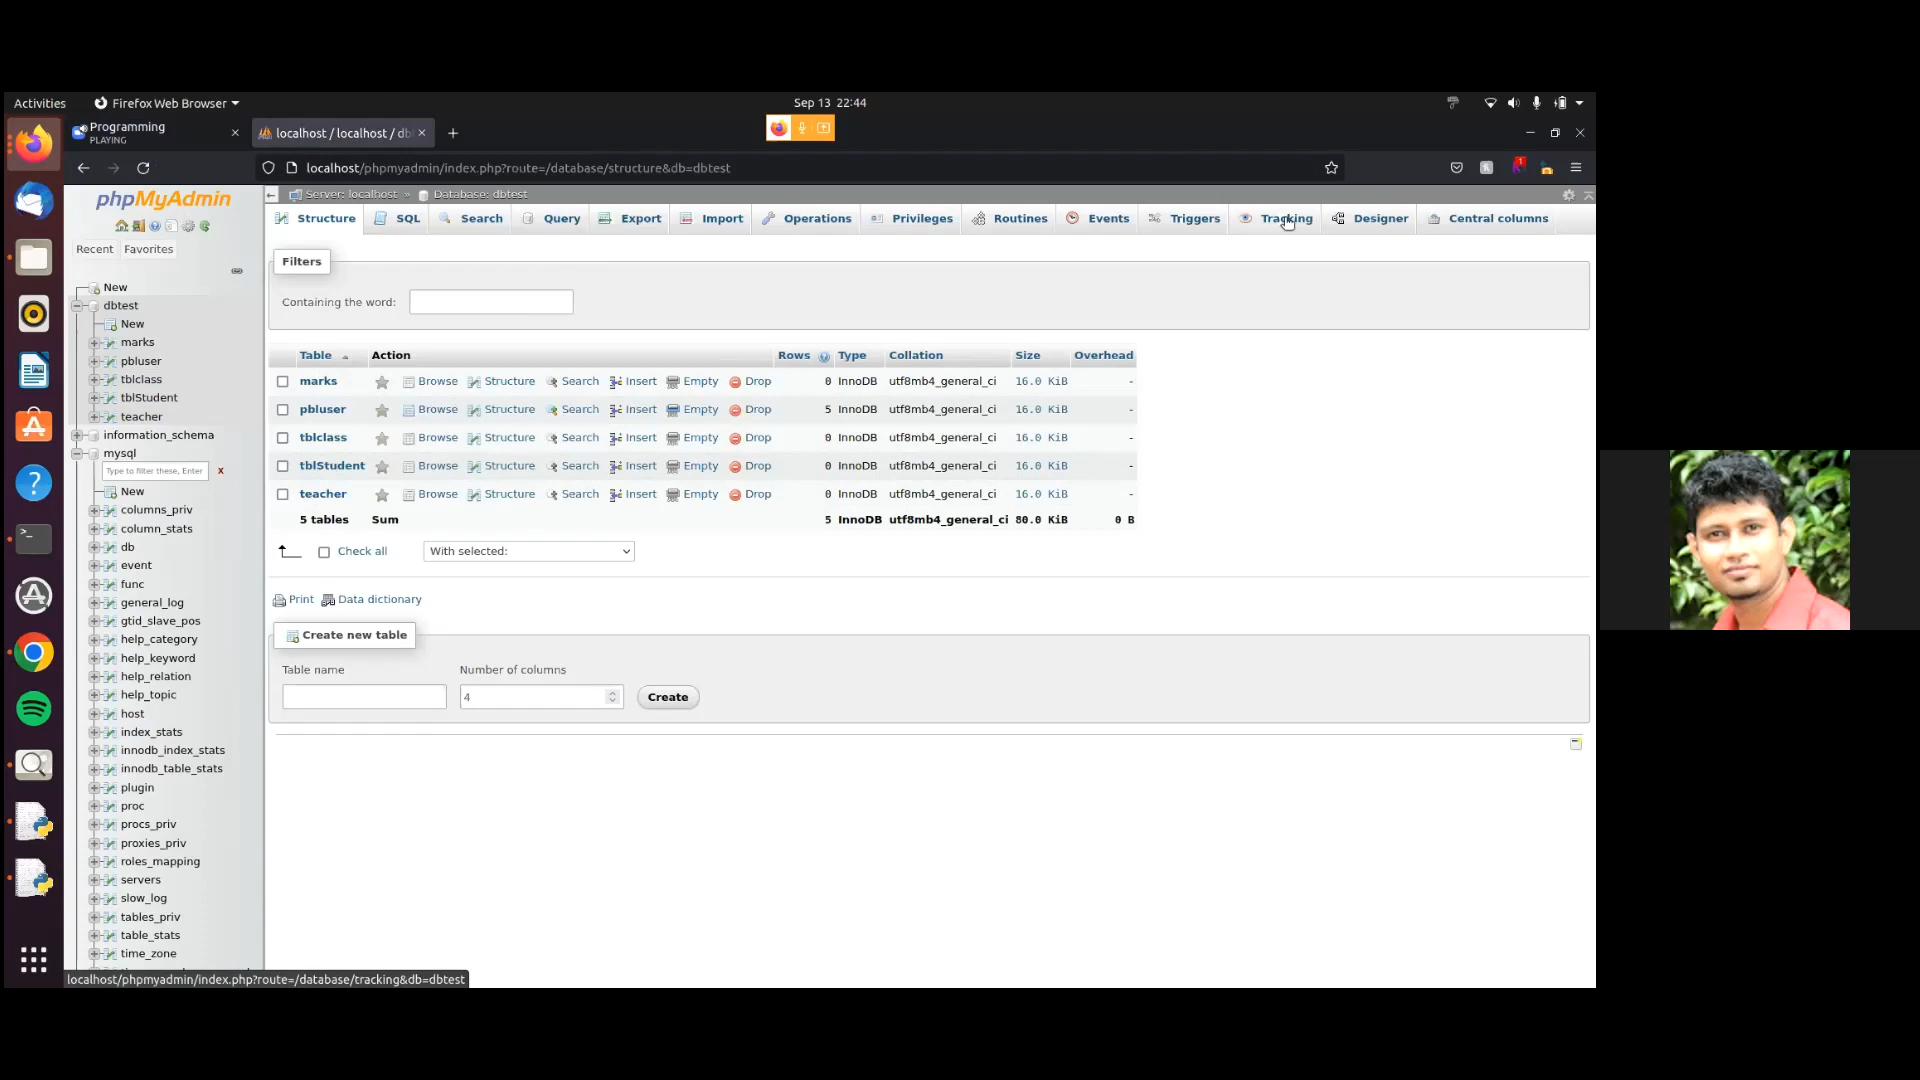 Activities Firefox Web Browser Sep 13 22:44
Programming
PLAYING
localhost / localhost / db
localhost/phpmyadmin/index.php?route=/database/structure&db=dbtest
1
phpMyAdmin
Server: localhost » Database: dbtest
Structure SQL Search Query Export Import Operations Privileges Routines Events Triggers Tracking Designer Central columns
Recent Favorites
New
dbtest
New
marks
pbluser
tblclass
tblStudent
teacher
information_schema
mysql
Type to filter these, Enter X
New
columns_priv
column_stats
db
event
func
general_log
gtid_slave_pos
help_category
help_keyword
help_relation
help_topic
host
index_stats
innodb_index_stats
innodb_table_stats
plugin
proc
procs_priv
proxies_priv
roles_mapping
servers
slow_log
tables_priv
table_stats
time_zone
Filters
Containing the word:
Table Action Rows Type Collation Size Overhead
marks Browse Structure Search Insert Empty Drop 0 InnoDB utf8mb4_general_ci 16.0 KiB -
pbluser Browse Structure Search Insert Empty Drop 5 InnoDB utf8mb4_general_ci 16.0 KiB -
tblclass Browse Structure Search Insert Empty Drop 0 InnoDB utf8mb4_general_ci 16.0 KiB -
tblStudent Browse Structure Search Insert Empty Drop 0 InnoDB utf8mb4_general_ci 16.0 KiB -
teacher Browse Structure Search Insert Empty Drop 0 InnoDB utf8mb4_general_ci 16.0 KiB -
5 tables Sum 5 InnoDB utf8mb4_general_ci 80.0 KiB 0 B
Check all With selected:
Print Data dictionary
Create new table
Table name Number of columns
4 Create
localhost/phpmyadmin/index.php?route=/database/tracking&db=dbtest